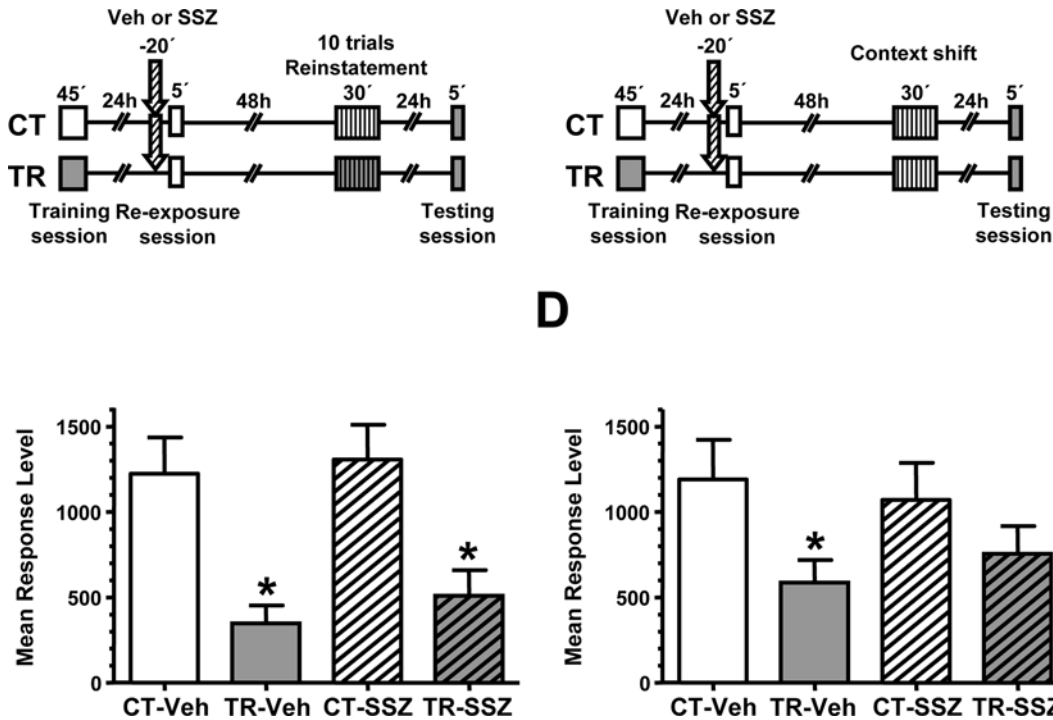 Veh or SSZ
-20´
10 trials
Reinstatement
45´ 24h 5´ 48h 30´ 24h 5´
CT
TR
Training Re-exposure Testing
session session session
Veh or SSZ
-20´
Context shift
45´ 24h 5´ 48h 30´ 24h 5´
CT
TR
Training Re-exposure Testing
session session session
D
Mean Response Level
1500
1000
500
0
*
*
CT-Veh TR-Veh CT-SSZ TR-SSZ
Mean Response Level
1500
1000
500
0
*
CT-Veh TR-Veh CT-SSZ TR-SSZ